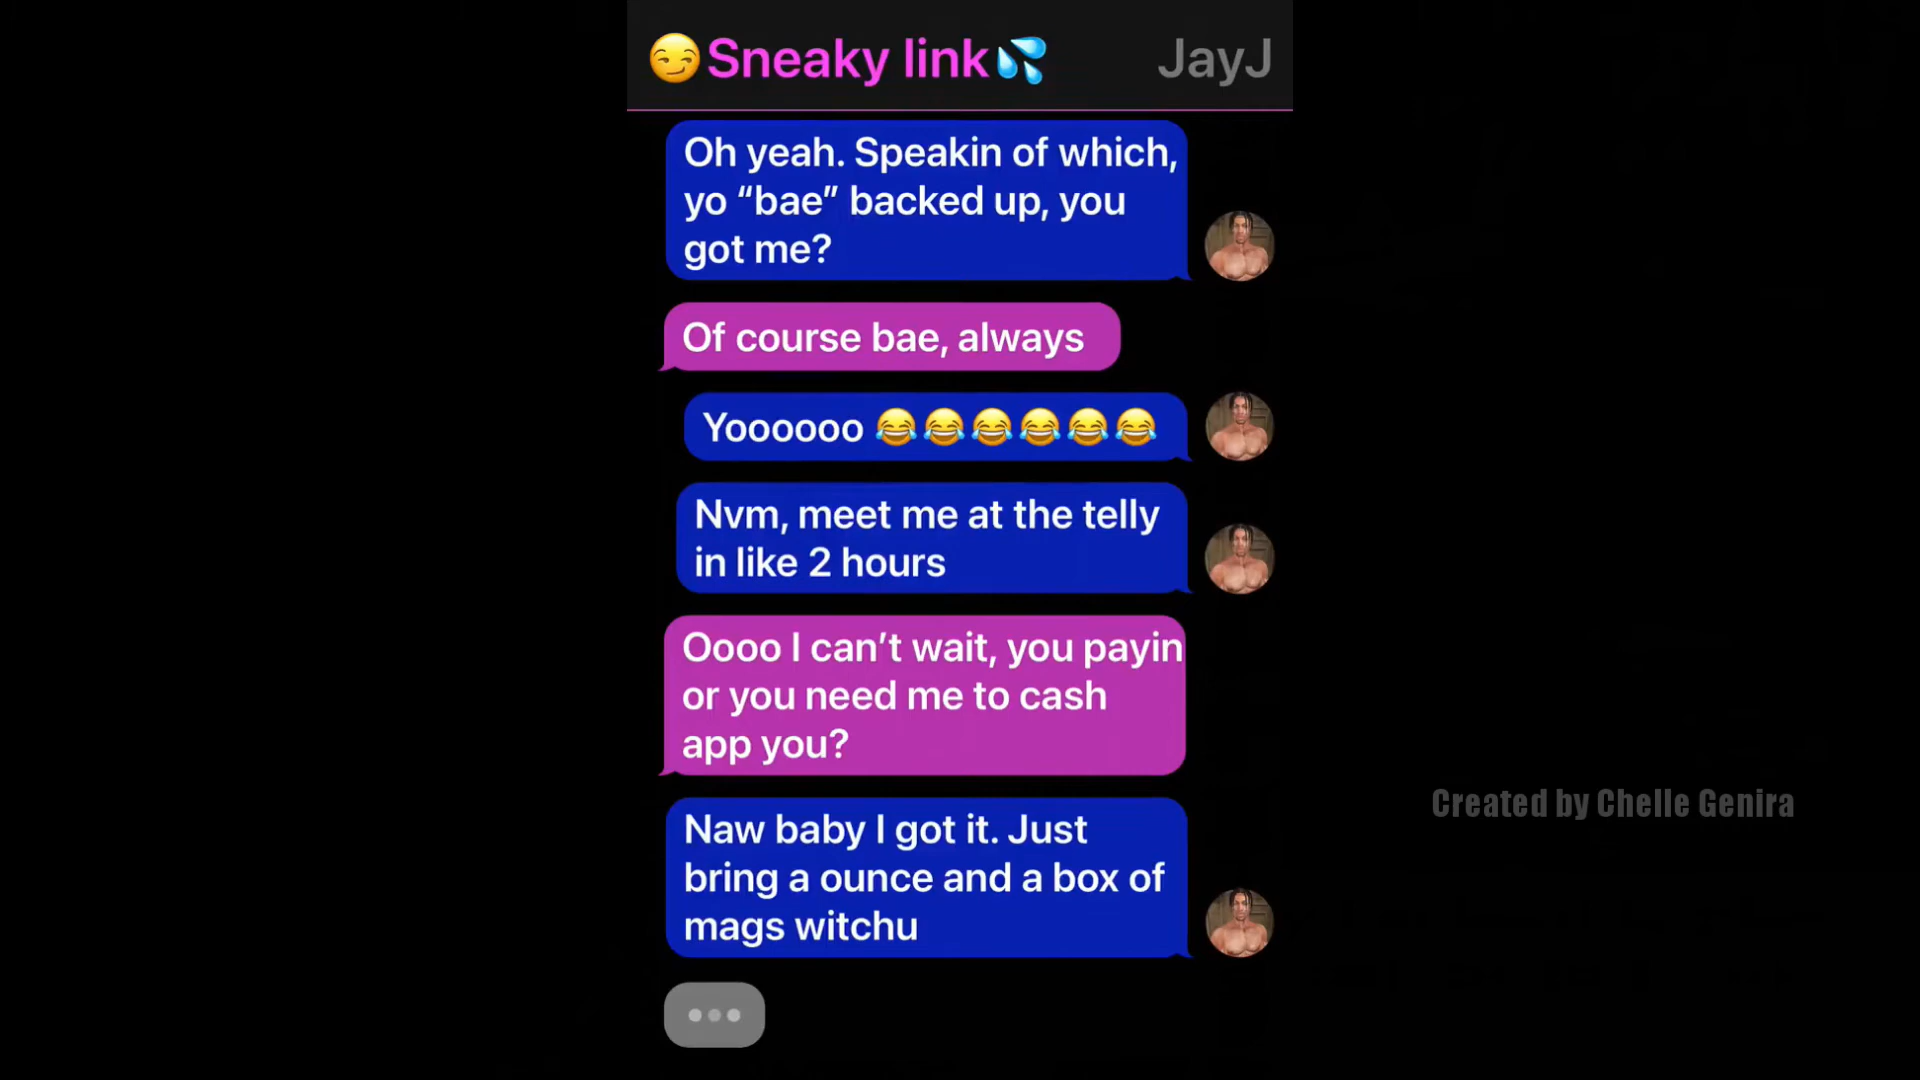 😏Sneaky link💦 JayJ
Oh yeah. Speakin of which,
yo “bae” backed up, you
got me?
Of course bae, always
Yoooooo 😂😂😂😂😂😂
Nvm, meet me at the telly
in like 2 hours
Oooo I can’t wait, you payin
or you need me to cash
app you?
Naw baby I got it. Just
bring a ounce and a box of
mags witchu
Created by Chelle Genira